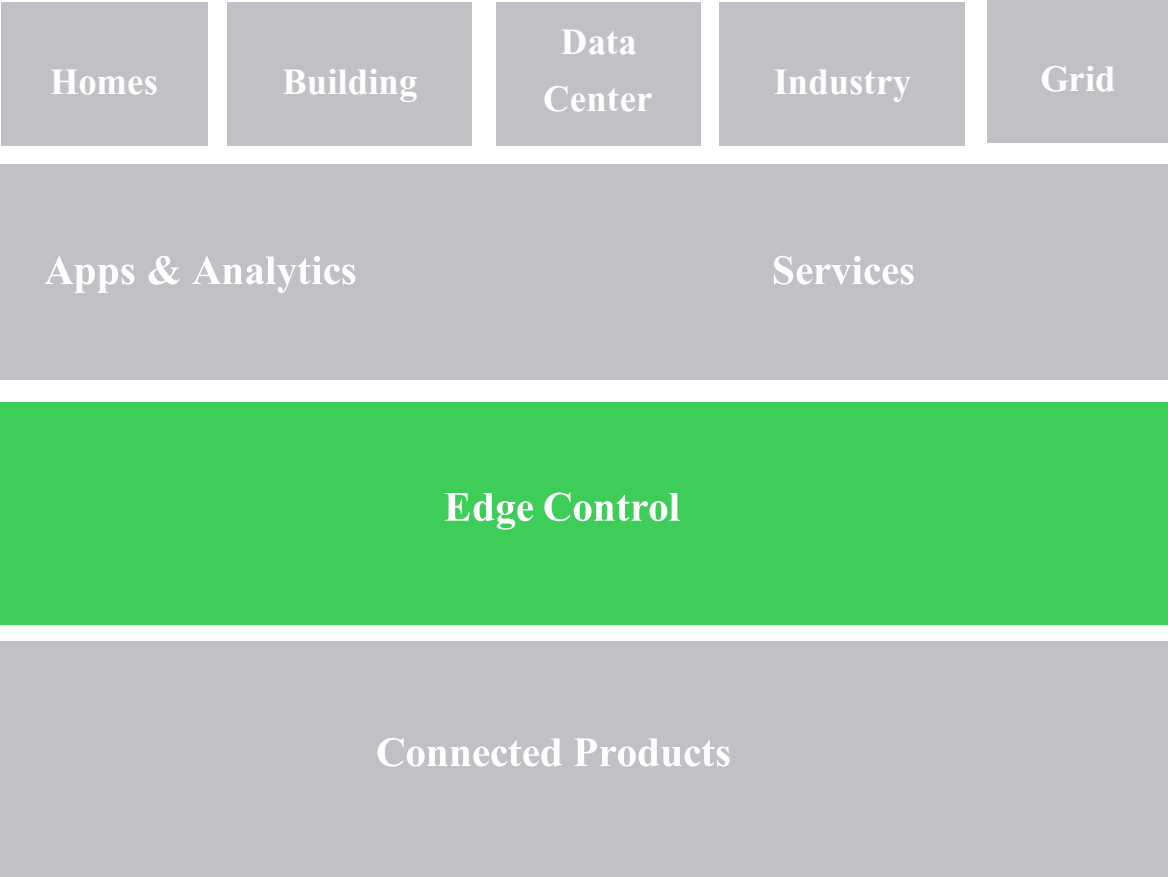 Homes
Building
Data
Center
Industry
Grid
Apps & Analytics
Services
Edge Control
Connected Products